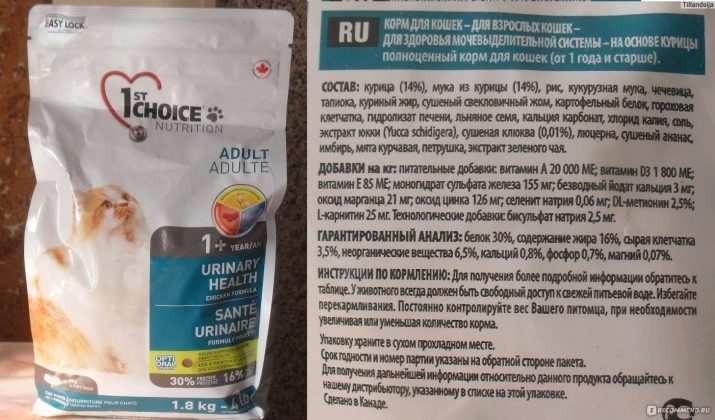 EASY LOCK
1ST
CHOICE
NUTRITION
ADULT
ADULTE
1+ YEAR/AN
URINARY
HEALTH
CHICKEN FORMULA
SANTÉ
URINAIRE
FORMULE POULET
OPTI
ORAL
30% 16%
1.8 kg
Tillandsija
RU
КОРМ ДЛЯ КОШЕК – ДЛЯ ВЗРОСЛЫХ КОШЕК –
ДЛЯ ЗДОРОВЬЯ МОЧЕВЫДЕЛИТЕЛЬНОЙ СИСТЕМЫ – НА ОСНОВЕ КУРИЦЫ
полноценный корм для кошек (от 1 года и старше).
СОСТАВ: курица (14%), мука из курицы (14%), рис, кукурузная мука, чечевица,
тапиока, куриный жир, сушеный свекловичный жом, картофельный белок, гороховая
клетчатка, гидролизат печени, льняное семя, кальция карбонат, хлорид калия, соль,
экстракт юкки (Yucca schidigera), сушеная клюква (0,01%), люцерна, сушеный ананас,
имбирь, мята курчавая, петрушка, экстракт зеленого чая.
ДОБАВКИ на кг: питательные добавки: витамин А 20 000 МЕ; витамин D3 1 800 МЕ;
витамин Е 85 МЕ; моногидрат сульфата железа 155 мг; безводный йодат кальция 3 мг;
оксид марганца 21 мг; оксид цинка 126 мг; селенит натрия 0,06 мг; DL-метионин 2,5%;
L-карнитин 25 мг. Технологические добавки: бисульфат натрия 2,5 мг.
ГАРАНТИРОВАННЫЙ АНАЛИЗ: белок 30%, содержание жира 16%, сырая клетчатка
3,5%, неорганические вещества 6,5%, кальций 0,8%, фосфор 0,7%, магний 0,07%.
ИНСТРУКЦИИ ПО КОРМЛЕНИЮ: Для получения более подробной информации обратитесь к
таблице. У животного всегда должен быть свободный доступ к свежей питьевой воде. Избегайте
перекармливания. Постоянно контролируйте вес Вашего питомца, при необходимости
увеличивая или уменьшая количество корма.
Упаковку храните в сухом прохладном месте.
Срок годности и номер партии указаны на обратной стороне пакета.
Для получения дальнейшей информации относительно данного продукта обращайтесь к
нашему дистрибьютору, указанному в списке на этой упаковке.
Сделано в Канаде.
IRECOMMEND.RU